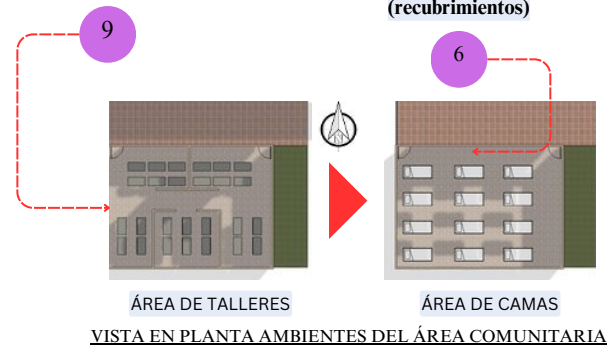 (recubrimientos)
9
6
ÁREA DE TALLERES
ÁREA DE CAMAS
VISTA EN PLANTA AMBIENTES DEL ÁREA COMUNITARIA